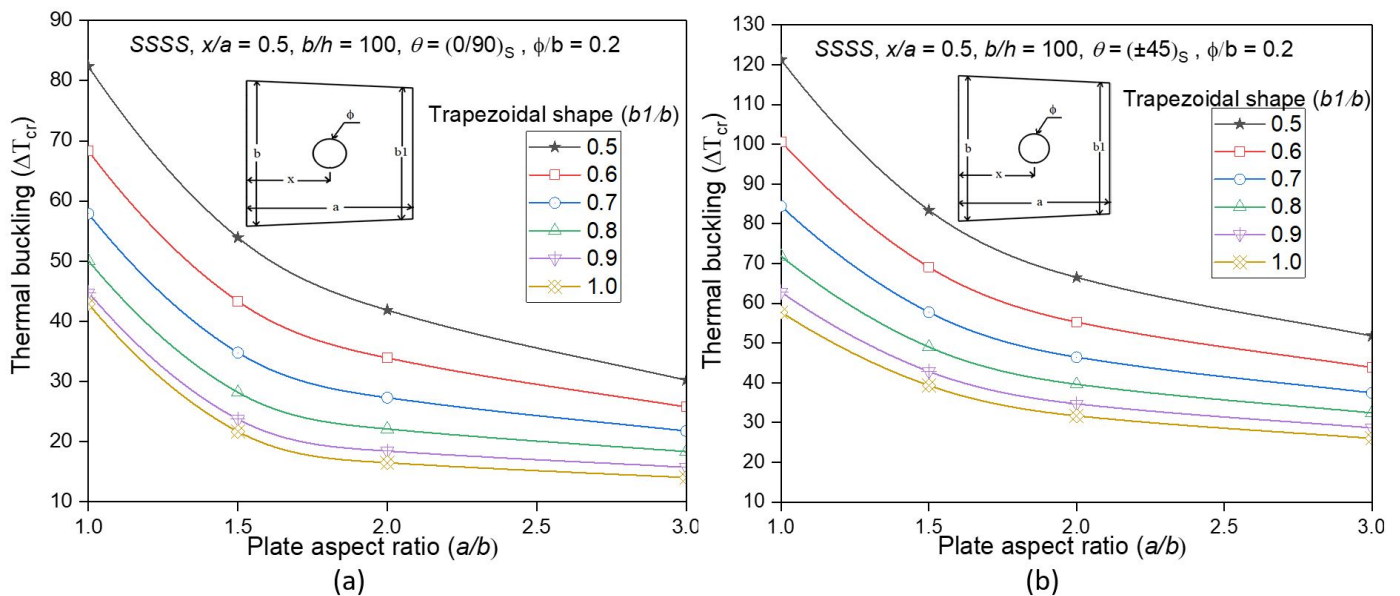 SSSS, x/a = 0.5, b/h = 100, θ = (0/90)S , ϕ/b = 0.2
Trapezoidal shape (b1/b)
0.5
0.6
0.7
0.8
0.9
1.0
ϕ
b
b1
x
a
90
80
70
60
50
40
30
20
10
1.0
1.5
2.0
2.5
3.0
Thermal buckling (ΔTcr)
Plate aspect ratio (a/b)
(a)
SSSS, x/a = 0.5, b/h = 100, θ = (±45)S , ϕ/b = 0.2
Trapezoidal shape (b1/b)
0.5
0.6
0.7
0.8
0.9
1.0
ϕ
b
b1
x
a
130
120
110
100
90
80
70
60
50
40
30
20
10
1.0
1.5
2.0
2.5
3.0
Thermal buckling (ΔTcr)
Plate aspect ratio (a/b)
(b)